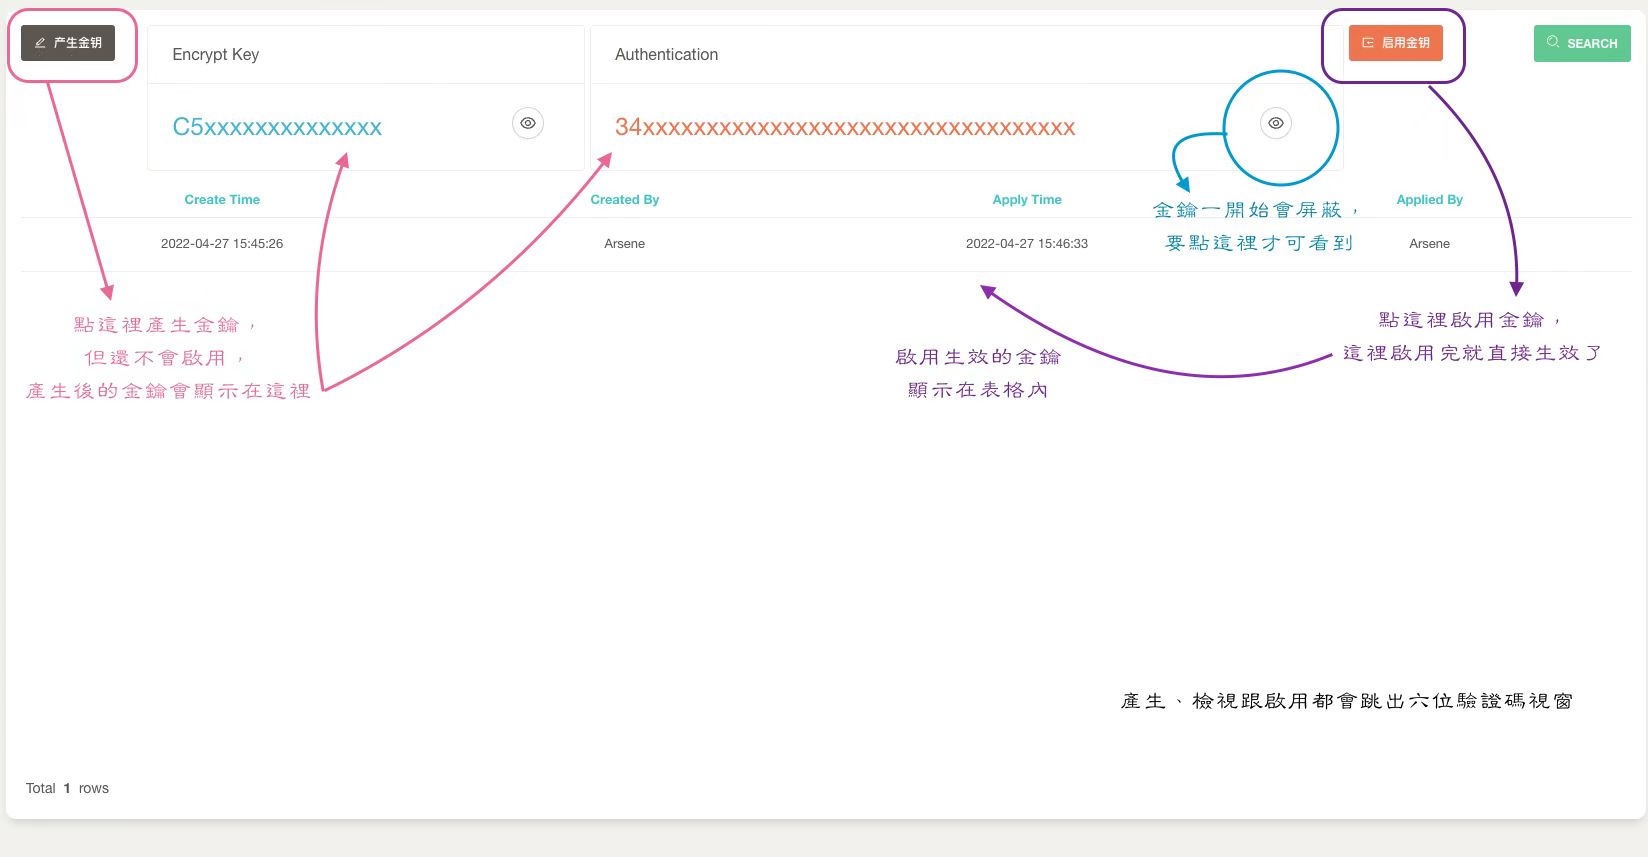 产生金钥
Encrypt Key
Authentication
启用金钥
SEARCH
C5xxxxxxxxxxxxxx
34xxxxxxxxxxxxxxxxxxxxxxxxxxxxxxxxxx
Create Time
Created By
Apply Time
Applied By
2022-04-27 15:45:26
Arsene
2022-04-27 15:46:33
Arsene
金鑰一開始會屏蔽，
要點這裡才可看到
點這裡產生金鑰，
但還不會啟用，
產生後的金鑰會顯示在這裡
啟用生效的金鑰
顯示在表格內
點這裡啟用金鑰，
這裡啟用完就直接生效了
產生、檢視跟啟用都會跳出六位驗證碼視窗
Total 1 rows